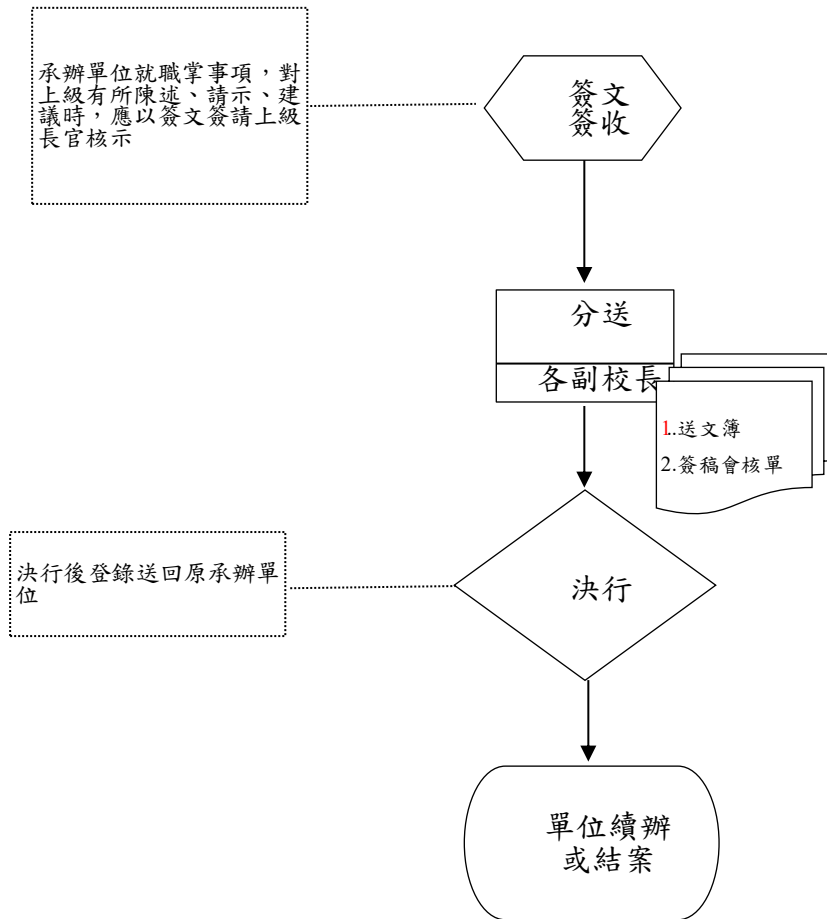 承辦單位就職掌事項，對
上級有所陳述、請示、建
議時，應以簽文簽請上級
長官核示
簽文
簽收
分送
各副校長
1..送文簿
2.簽稿會核單
決行後登錄送回原承辦單
位
決行
單位續辦
或結案